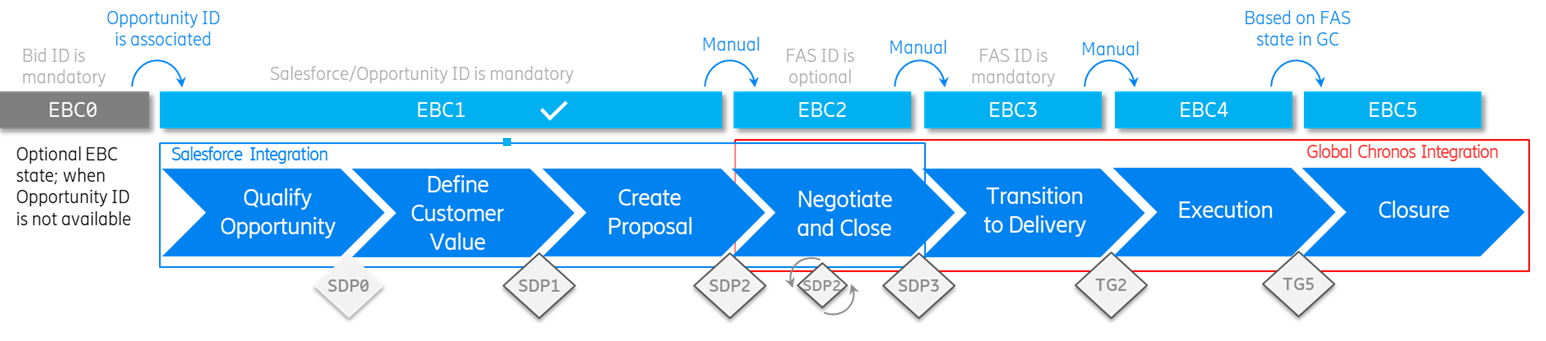 Opportunity ID
is associated
Based on FAS
state in GC
Bid ID is
mandatory
Salesforce/Opportunity ID is mandatory
Manual
FAS ID is
optional
Manual
FAS ID is
mandatory
Manual
EBC0
EBC1
EBC2
EBC3
EBC4
EBC5
Optional EBC
state; when
Opportunity ID
is not available
Salesforce Integration
Global Chronos Integration
Qualify
Opportunity
Define
Customer
Value
Create
Proposal
Negotiate
and Close
Transition
to Delivery
Execution
Closure
SDP0
SDP1
SDP2
SDP2
SDP3
TG2
TG5